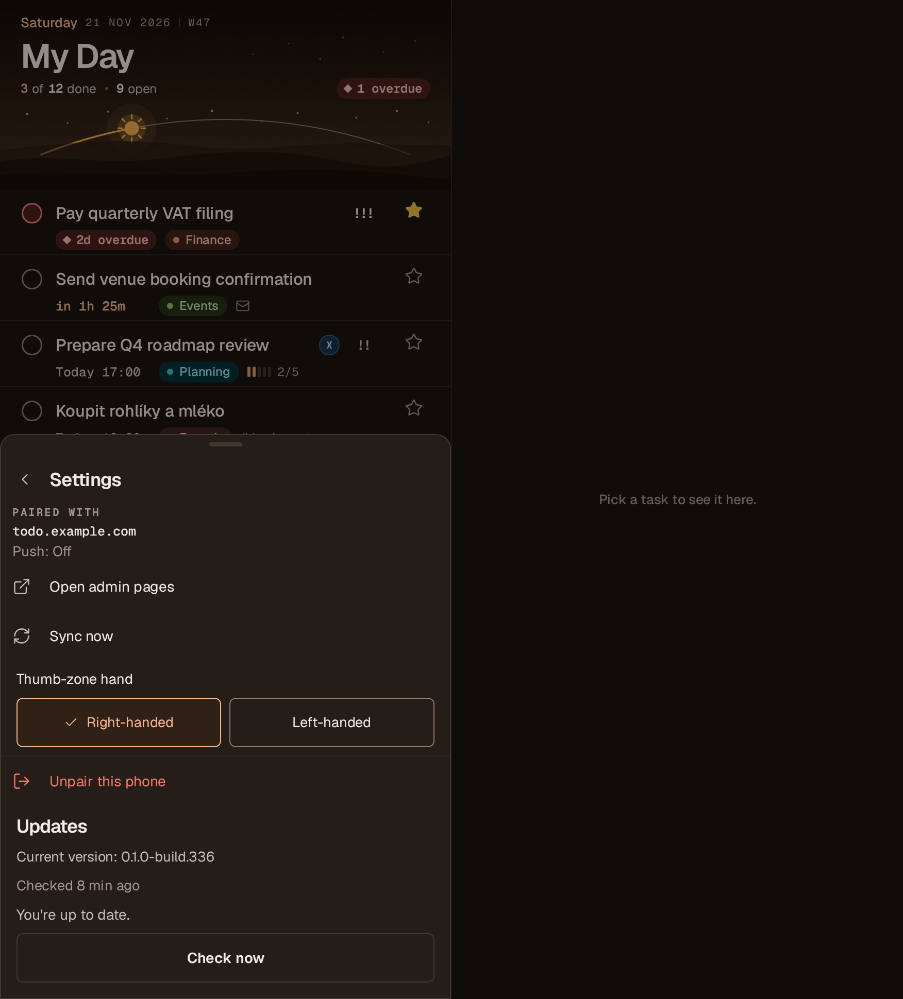 Saturday 21 NOV 2026 | W47
My Day
3 of 12 done • 9 open
1 overdue
Pay quarterly VAT filing !!!
2d overdue Finance
Send venue booking confirmation
in 1h 25m Events
Prepare Q4 roadmap review X !!
Today 17:00 Planning 2/5
Koupit rohlíky a mléko
Settings
PAIRED WITH
todo.example.com
Push: Off
Open admin pages
Sync now
Thumb-zone hand
Right-handed Left-handed
Unpair this phone
Updates
Current version: 0.1.0-build.336
Checked 8 min ago
You're up to date.
Check now
Pick a task to see it here.